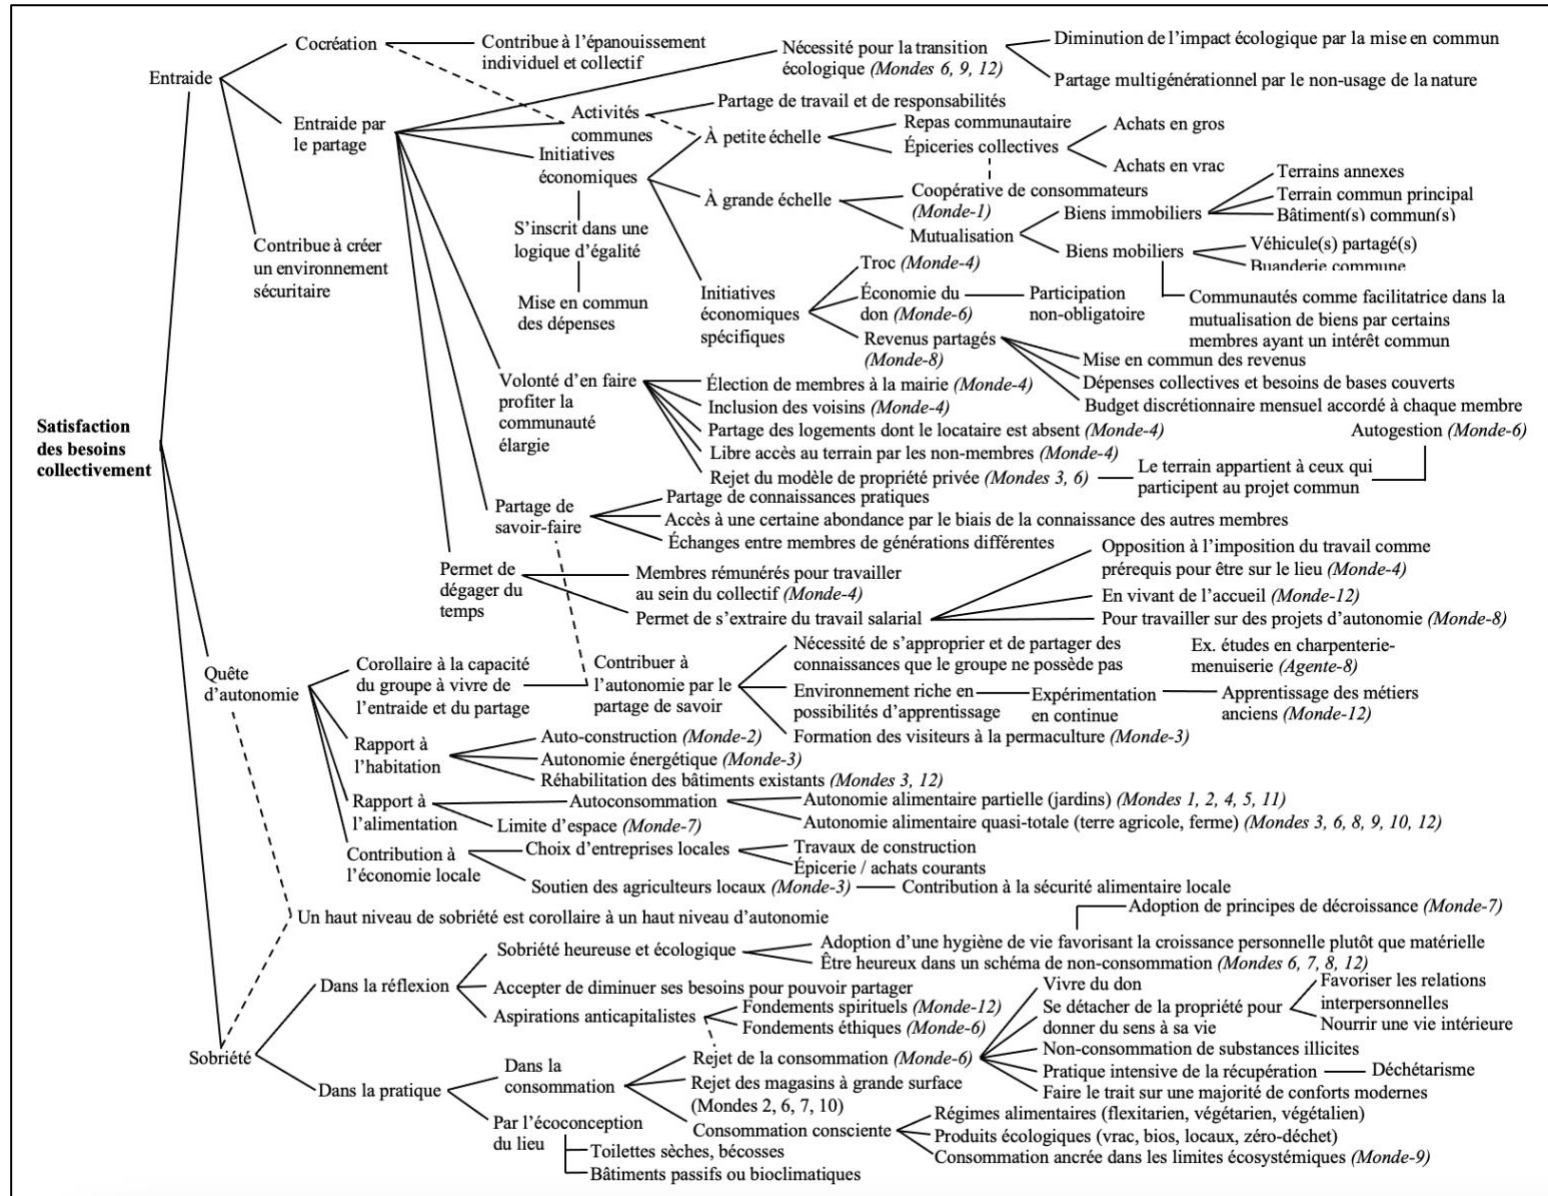 Cocréation
Contribue à l'épanouissement
individuel et collectif
Nécessité pour la transition
écologique (Mondes 6, 9, 12)
Diminution de l'impact écologique par la mise en commun
Partage multigénérationnel par le non-usage de la nature
Entraide
Entraide par
le partage
Activités
communes
Partage de travail et de responsabilités
À petite échelle
Repas communautaire
Épiceries collectives
Achats en gros
Achats en vrac
Initiatives
économiques
À grande échelle
Coopérative de consommateurs
(Monde-1)
Mutualisation
Biens immobiliers
Terrains annexes
Terrain commun principal
Bâtiment(s) commun(s)
Biens mobiliers
Véhicule(s) partagé(s)
Buanderie commune
Communautés comme facilitatrice dans la
mutualisation de biens par certains
membres ayant un intérêt commun
S'inscrit dans une
logique d'égalité
Mise en commun
des dépenses
Contribue à créer
un environnement
sécuritaire
Initiatives
économiques
spécifiques
Troc (Monde-4)
Économie du
don (Monde-6)
Participation
non-obligatoire
Revenus partagés
(Monde-8)
Mise en commun des revenus
Dépenses collectives et besoins de bases couverts
Budget discrétionnaire mensuel accordé à chaque membre
Volonté d'en faire
profiter la
communauté
élargie
Élection de membres à la mairie (Monde-4)
Inclusion des voisins (Monde-4)
Partage des logements dont le locataire est absent (Monde-4)
Libre accès au terrain par les non-membres (Monde-4)
Rejet du modèle de propriété privée (Mondes 3, 6)
Le terrain appartient à ceux qui
participent au projet commun
Autogestion (Monde-6)
Satisfaction
des besoins
collectivement
Partage de
savoir-faire
Partage de connaissances pratiques
Accès à une certaine abondance par le biais de la connaissance des autres membres
Échanges entre membres de générations différentes
Permet de
dégager du
temps
Membres rémunérés pour travailler
au sein du collectif (Monde-4)
Permet de s'extraire du travail salarial
Opposition à l'imposition du travail comme
prérequis pour être sur le lieu (Monde-4)
En vivant de l'accueil (Monde-12)
Pour travailler sur des projets d'autonomie (Monde-8)
Quête
d'autonomie
Corollaire à la capacité
du groupe à vivre de
l'entraide et du partage
Contribuer à
l'autonomie par le
partage de savoir
Nécessité de s'approprier et de partager des
connaissances que le groupe ne possède pas
Ex. études en charpenterie-
menuiserie (Agente-8)
Environnement riche en
possibilités d'apprentissage
Expérimentation
en continue
Apprentissage des métiers
anciens (Monde-12)
Formation des visiteurs à la permaculture (Monde-3)
Rapport à
l'habitation
Auto-construction (Monde-2)
Autonomie énergétique (Monde-3)
Réhabilitation des bâtiments existants (Mondes 3, 12)
Rapport à
l'alimentation
Autoconsommation
Autonomie alimentaire partielle (jardins) (Mondes 1, 2, 4, 5, 11)
Autonomie alimentaire quasi-totale (terre agricole, ferme) (Mondes 3, 6, 8, 9, 10, 12)
Limite d'espace (Monde-7)
Contribution à
l'économie locale
Choix d'entreprises locales
Travaux de construction
Épicerie / achats courants
Soutien des agriculteurs locaux (Monde-3)
Contribution à la sécurité alimentaire locale
Un haut niveau de sobriété est corollaire à un haut niveau d'autonomie
Adoption de principes de décroissance (Monde-7)
Sobriété
Dans la réflexion
Sobriété heureuse et écologique
Adoption d'une hygiène de vie favorisant la croissance personnelle plutôt que matérielle
Être heureux dans un schéma de non-consommation (Mondes 6, 7, 8, 12)
Accepter de diminuer ses besoins pour pouvoir partager
Aspirations anticapitalistes
Fondements spirituels (Monde-12)
Fondements éthiques (Monde-6)
Dans la pratique
Dans la
consommation
Rejet de la consommation (Monde-6)
Vivre du don
Se détacher de la propriété pour
donner du sens à sa vie
Favoriser les relations
interpersonnelles
Nourrir une vie intérieure
Non-consommation de substances illicites
Pratique intensive de la récupération
Déchétarisme
Faire le trait sur une majorité de conforts modernes
Rejet des magasins à grande surface
(Mondes 2, 6, 7, 10)
Consommation consciente
Régimes alimentaires (flexitarien, végétarien, végétalien)
Produits écologiques (vrac, bios, locaux, zéro-déchet)
Consommation ancrée dans les limites écosystémiques (Monde-9)
Par l'écoconception
du lieu
Toilettes sèches, bécosses
Bâtiments passifs ou bioclimatiques